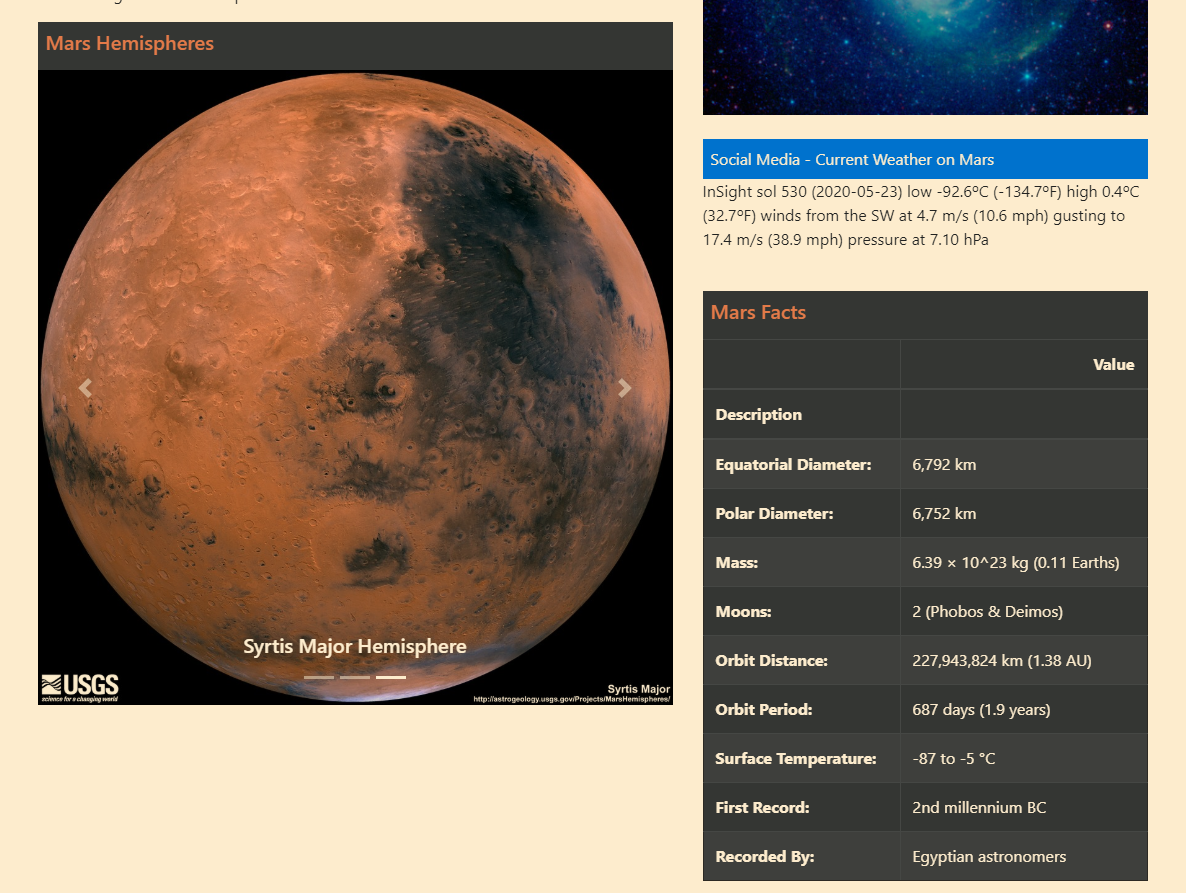 Mars Hemispheres
Syrtis Major Hemisphere
USGS
science for a changing world
Syrtis Major
http://astrogeology.usgs.gov/Projects/MarsHemispheres/
Social Media - Current Weather on Mars
InSight sol 530 (2020-05-23) low -92.6ºC (-134.7ºF) high 0.4ºC
(32.7ºF) winds from the SW at 4.7 m/s (10.6 mph) gusting to
17.4 m/s (38.9 mph) pressure at 7.10 hPa
Mars Facts
Value
Description
Equatorial Diameter: 6,792 km
Polar Diameter: 6,752 km
Mass: 6.39 × 10^23 kg (0.11 Earths)
Moons: 2 (Phobos & Deimos)
Orbit Distance: 227,943,824 km (1.38 AU)
Orbit Period: 687 days (1.9 years)
Surface Temperature: -87 to -5 °C
First Record: 2nd millennium BC
Recorded By: Egyptian astronomers